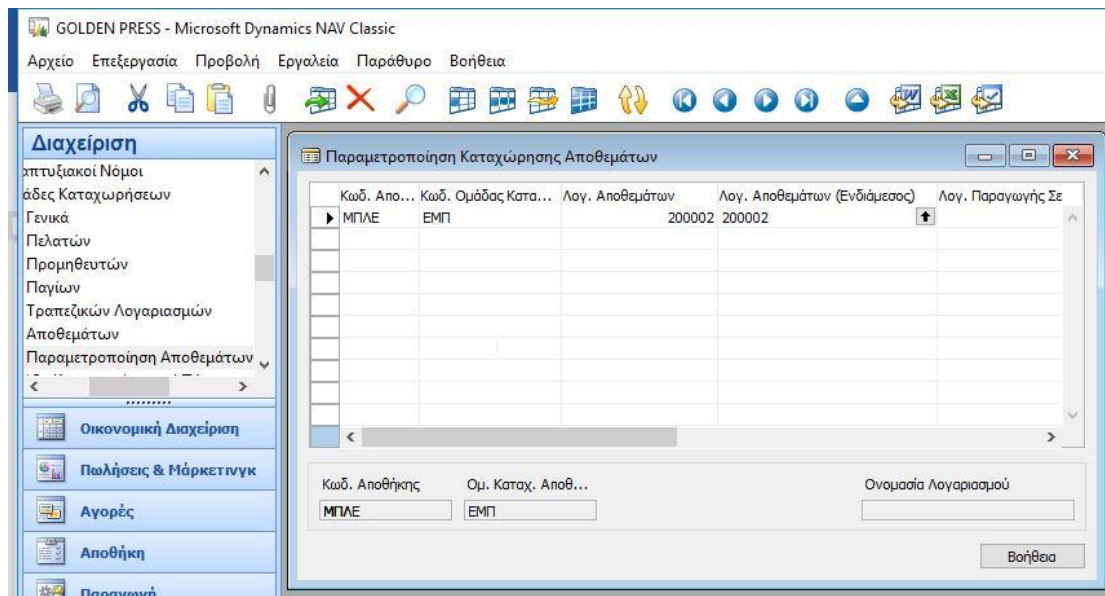 GOLDEN PRESS - Microsoft Dynamics NAV Classic
Αρχείο Επεξεργασία Προβολή Εργαλεία Παράθυρο Βοήθεια
Διαχείριση
απτυξιακοί Νόμοι
άδες Καταχωρήσεων
Γενικά
Πελατών
Προμηθευτών
Παγίων
Τραπεζικών Λογαριασμών
Αποθεμάτων
Παραμετροποίηση Αποθεμάτων
Οικονομική Διαχείριση
Πωλήσεις & Μάρκετινγκ
Αγορές
Αποθήκη
Παραγωγή
Παραμετροποίηση Καταχώρησης Αποθεμάτων
Κωδ. Απο... Κωδ. Ομάδας Κατα... Λογ. Αποθεμάτων Λογ. Αποθεμάτων (Ενδιάμεσος) Λογ. Παραγωγής Σε
ΜΠΛΕ ΕΜΠ 200002 200002
Κωδ. Αποθήκης Ομ. Καταχ. Αποθ... Ονομασία Λογαριασμού
ΜΠΛΕ ΕΜΠ
Βοήθεια